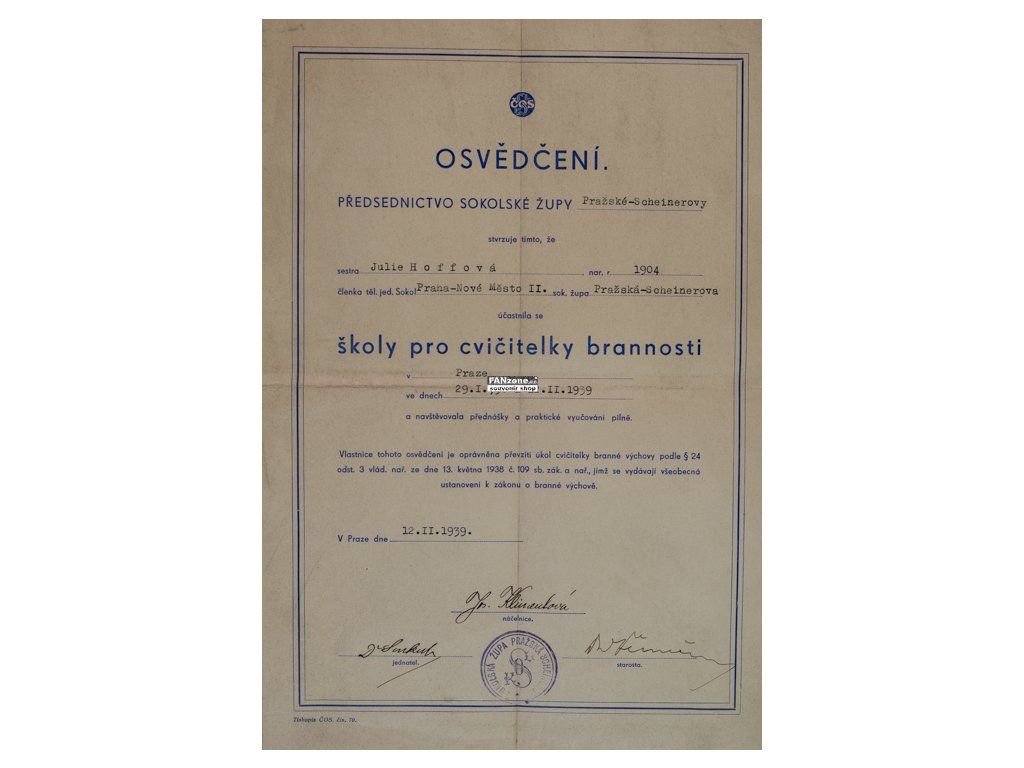 ČOS
OSVĚDČENÍ.
PŘEDSEDNICTVO SOKOLSKÉ ŽUPY Pražské-Scheinerovy
stvrzuje tímto, že
sestra Julie Hoffová, nar. r. 1904
členka těl. jed. Sokol Praha-Nové Město II. sok. župa Pražská-Scheinerova
účastnila se
školy pro cvičitelky brannosti
v Praze
FANzone.cz
souvenir shop
ve dnech 29.I. .II.1939
a navštěvovala přednášky a praktické vyučování pilně.
Vlastnice tohoto osvědčení je oprávněna převzíti úkol cvičitelky branné výchovy podle § 24
odst. 3 vlád. nař. ze dne 13. května 1938 č. 109 sb. zák. a nař., jímž se vydávají všeobecná
ustanovení k zákonu o branné výchově.
V Praze dne 12.II.1939.
Jos. Klimentová
náčelnice.
jednatel.
ŽUPA PRAŽSKÁ
starosta.
Tiskopis ČOS. čís. 70.